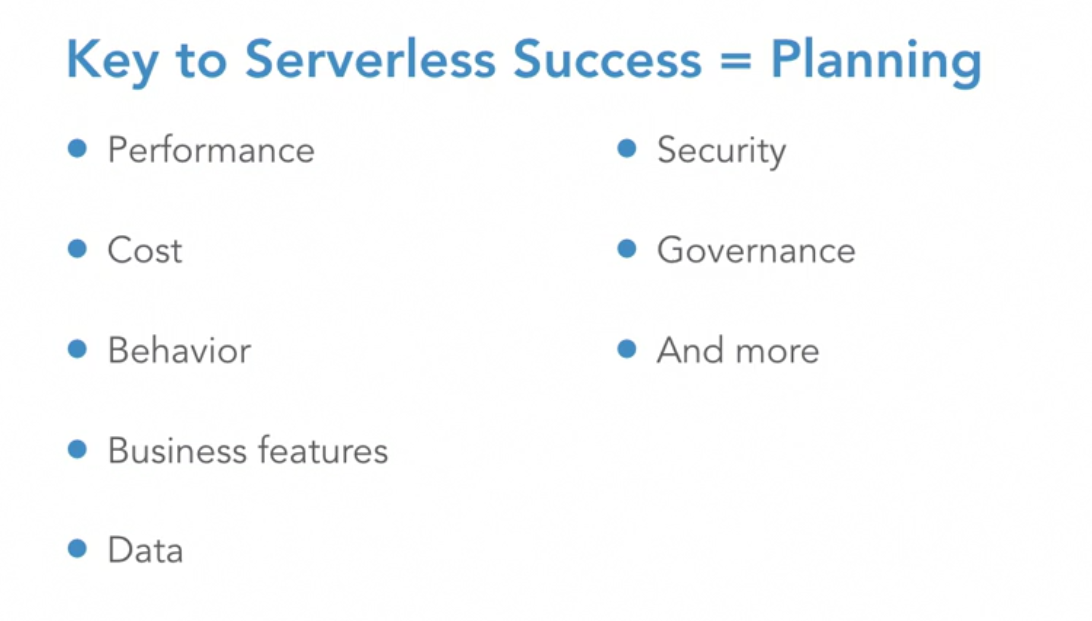 Key to Serverless Success = Planning
Performance
Cost
Behavior
Business features
Data
Security
Governance
And more